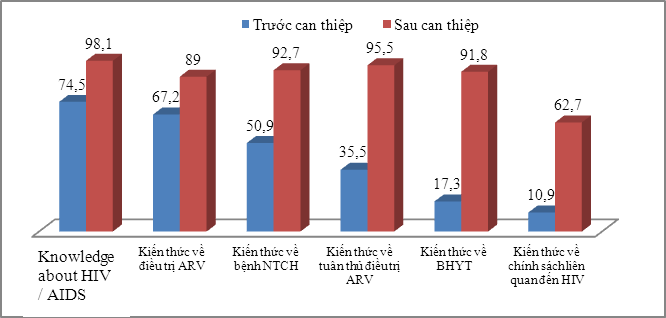 Trước can thiệp Sau can thiệp
98,1
95,5
92,7
91,8
89
74,5
67,2
62,7
50,9
35,5
17,3
10,9
Knowledge
about HIV
/ AIDS
Kiến thức về
điều trị ARV
Kiến thức về
bệnh NTCH
Kiến thức về
tuân thủ điều trị
ARV
Kiến thức về
BHYT
Kiến thức về
chính sách liên
quan đến HIV